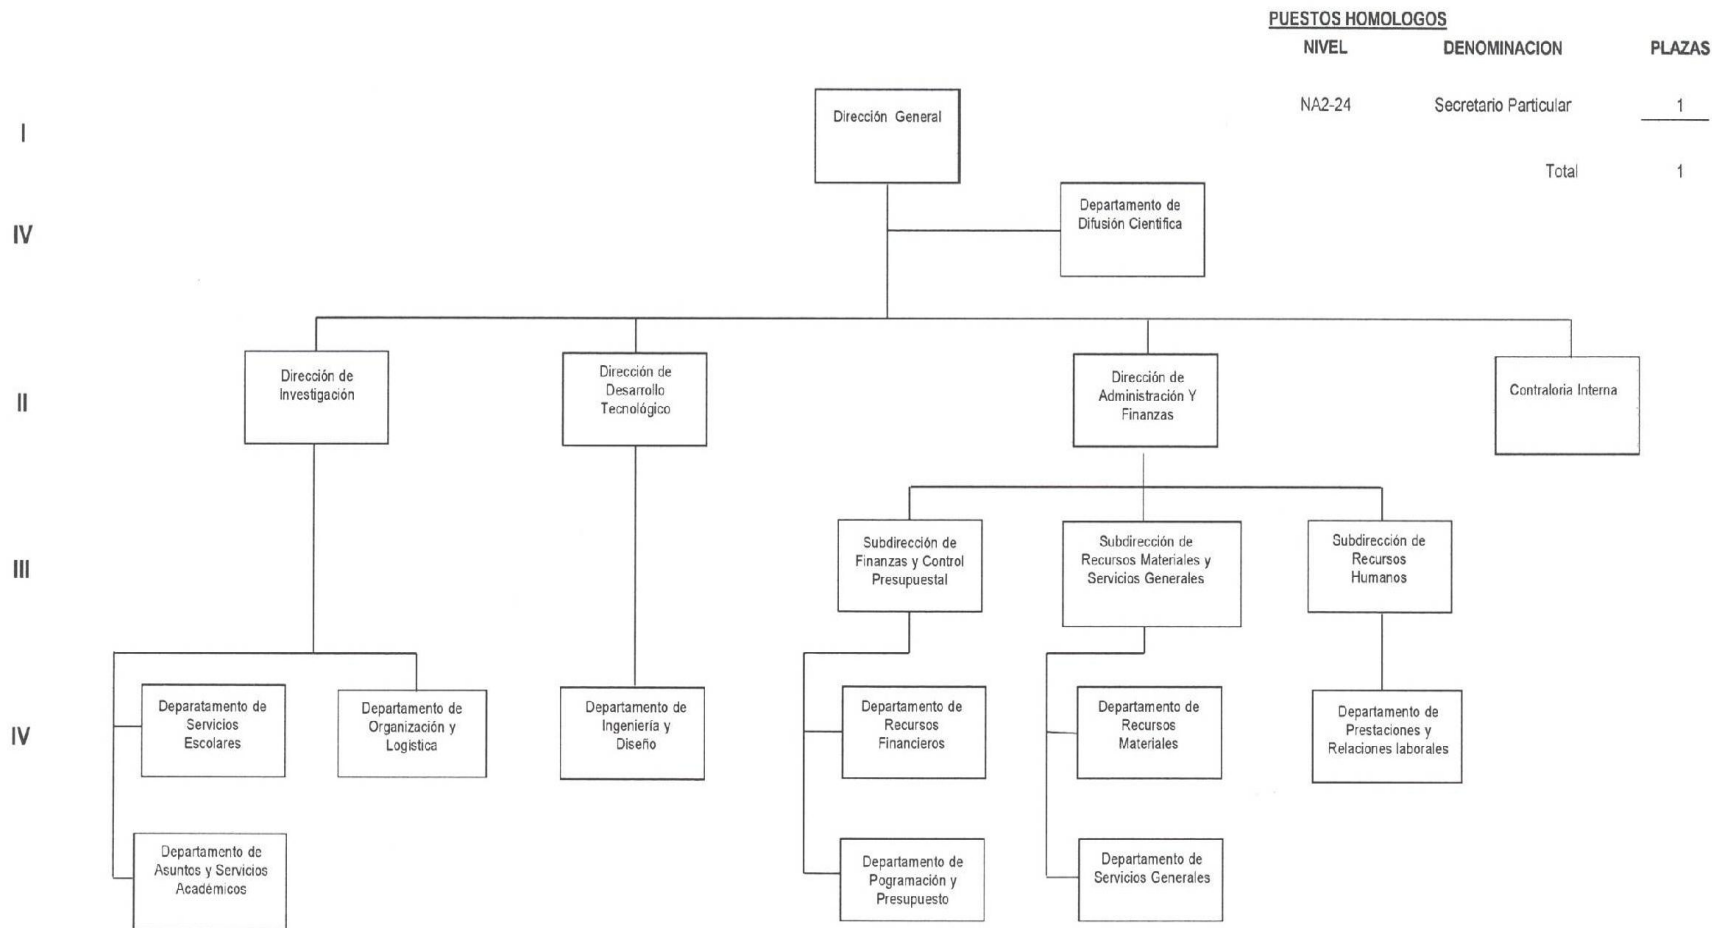 PUESTOS HOMOLOGOS
NIVEL DENOMINACION PLAZAS
NA2-24 Secretario Particular 1
Total 1
I
Dirección General
IV
Departamento de
Difusión Cientifica
II
Dirección de
Investigación
Dirección de
Desarrollo
Tecnológico
Dirección de
Administración Y
Finanzas
Contraloria Interna
III
Subdirección de
Finanzas y Control
Presupuestal
Subdirección de
Recursos Materiales y
Servicios Generales
Subdirección de
Recursos
Humanos
IV
Deparatamento de
Servicios
Escolares
Departamento de
Organización y
Logistica
Departamento de
Ingeniería y
Diseño
Departamento de
Recursos
Financieros
Departamento de
Recursos
Materiales
Departamento de
Prestaciones y
Relaciones laborales
Departamento de
Asuntos y Servicios
Académicos
Departamento de
Pogramación y
Presupuesto
Departamento de
Servicios Generales